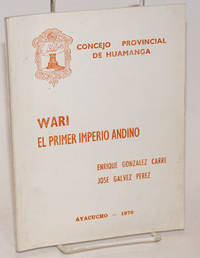 CONCEJO PROVINCIAL
DE HUAMANGA
WARI
EL PRIMER IMPERIO ANDINO
ENRIQUE GONZALEZ CARRE
JOSE GALVEZ PEREZ
AYACUCHO - 1976